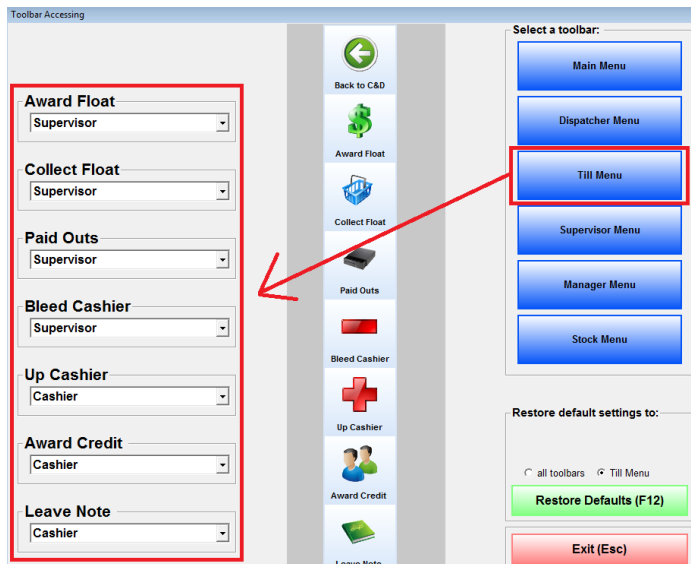 Toolbar Accessing
Award Float
Supervisor
Collect Float
Supervisor
Paid Outs
Supervisor
Bleed Cashier
Supervisor
Up Cashier
Cashier
Award Credit
Cashier
Leave Note
Cashier
Back to C&D
Award Float
Collect Float
Paid Outs
Bleed Cashier
Up Cashier
Award Credit
Leave Note
Select a toolbar:
Main Menu
Dispatcher Menu
Till Menu
Supervisor Menu
Manager Menu
Stock Menu
Restore default settings to:
all toolbars Till Menu
Restore Defaults (F12)
Exit (Esc)